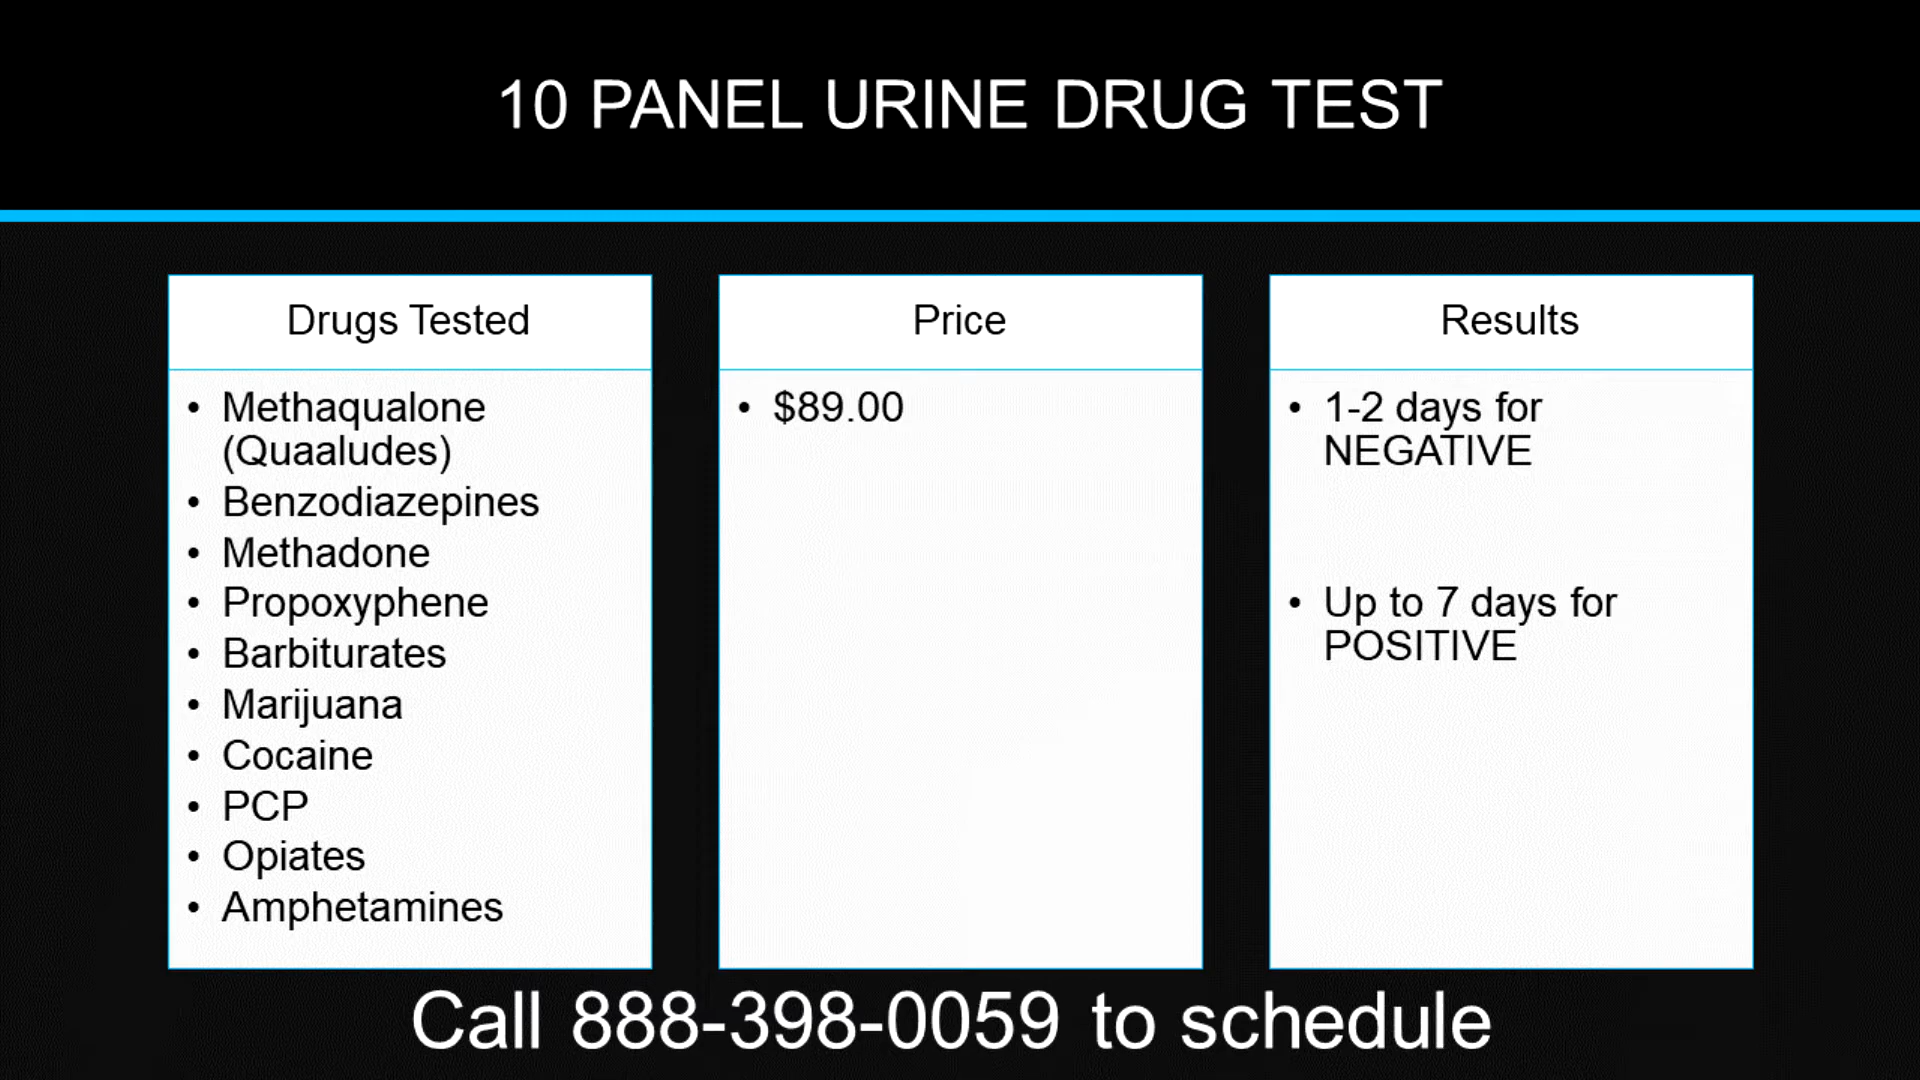 10 PANEL URINE DRUG TEST
Drugs Tested
• Methaqualone
(Quaaludes)
• Benzodiazepines
• Methadone
• Propoxyphene
• Barbiturates
• Marijuana
• Cocaine
• PCP
• Opiates
• Amphetamines
Price
• $89.00
Results
• 1-2 days for
NEGATIVE
• Up to 7 days for
POSITIVE
Call 888-398-0059 to schedule